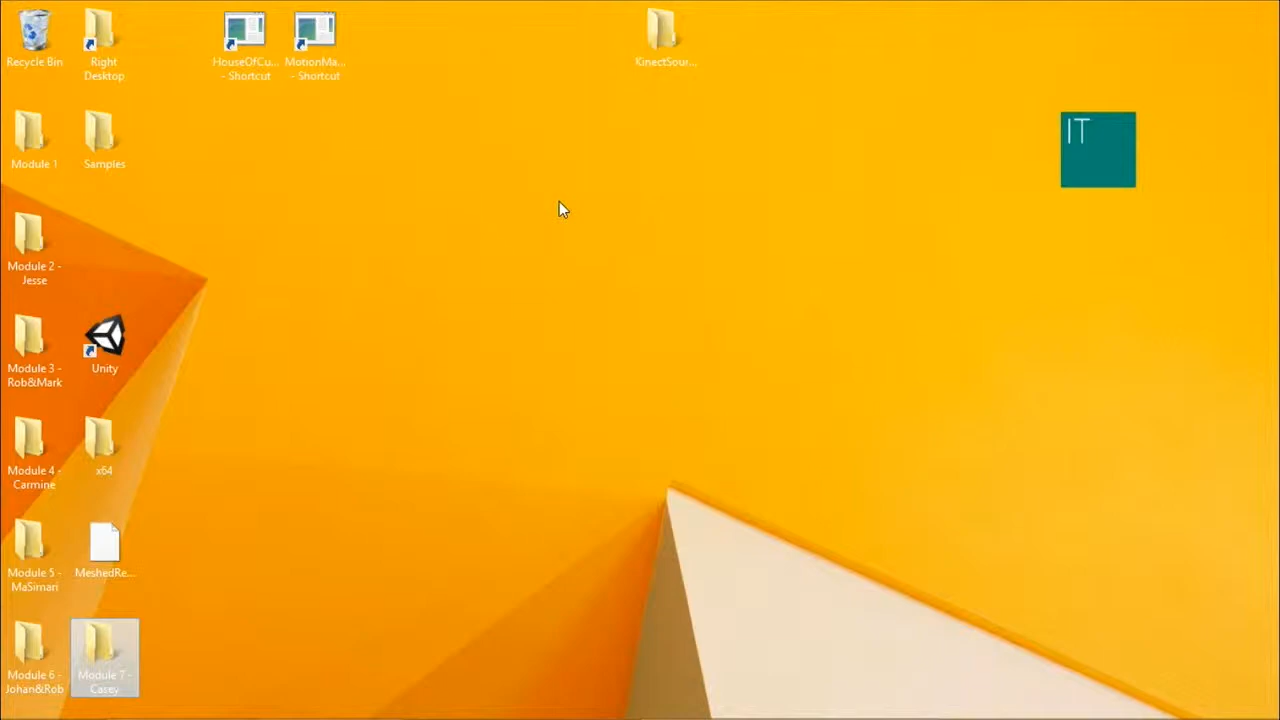 Recycle Bin
Right
Desktop
HouseOfCu...
- Shortcut
MotionMa...
- Shortcut
KinectSour...
IT
Module 1
Samples
Module 2 -
Jesse
Module 3 -
Rob&Mark
Unity
Module 4 -
Carmine
x64
Module 5 -
MaSimari
MeshedRe...
Module 6 -
Johan&Rob
Module 7 -
Casey